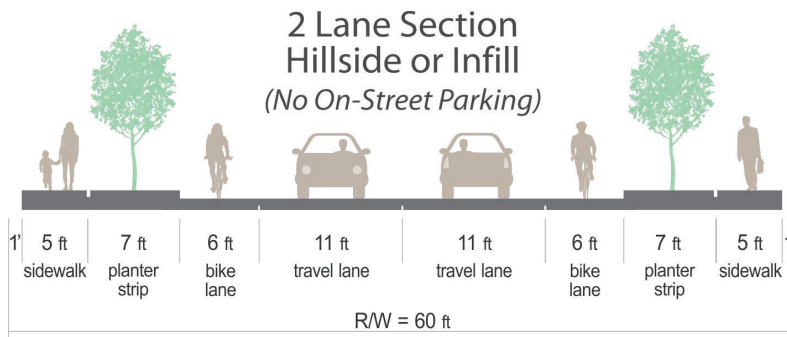 2 Lane Section
Hillside or Infill
(No On-Street Parking)
1' 5 ft 7 ft 6 ft 11 ft 11 ft 6 ft 7 ft 5 ft
sidewalk planter strip bike lane travel lane travel lane bike lane planter strip sidewalk
R/W = 60 ft